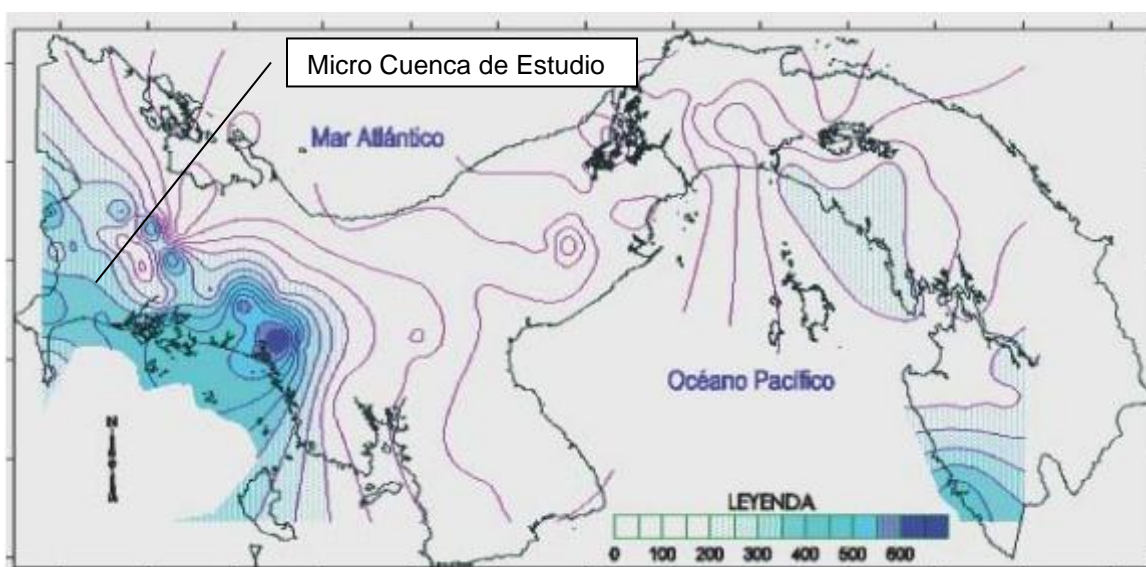 Micro Cuenca de Estudio
Mar Atlántico
Océano Pacífico
N
LEYENDA
0 100 200 300 400 500 600